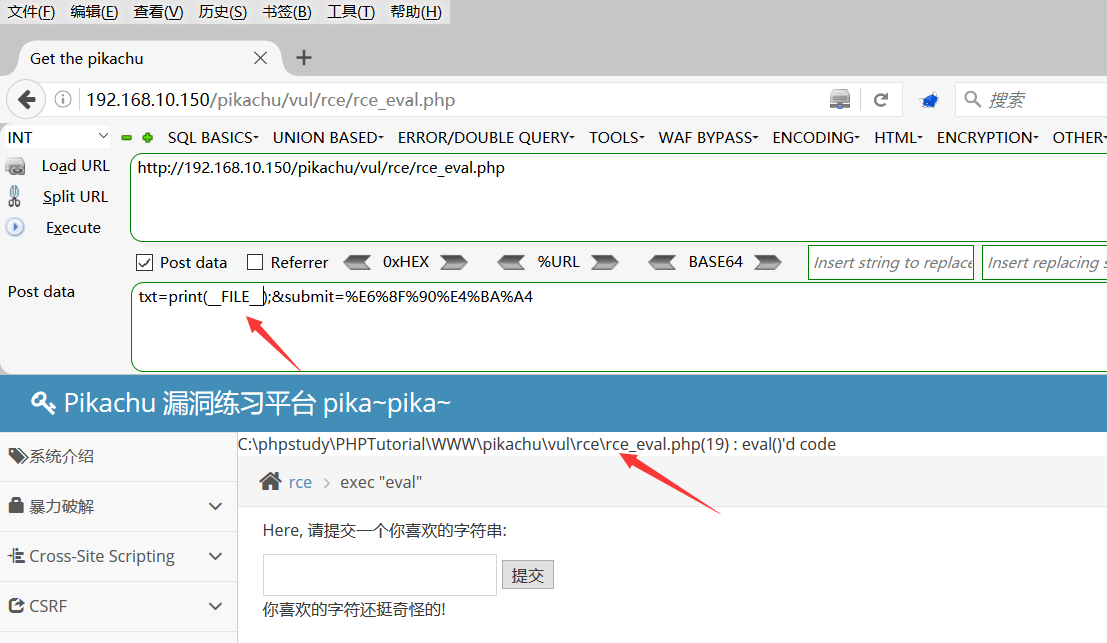 文件(F) 编辑(E) 查看(V) 历史(S) 书签(B) 工具(T) 帮助(H)
Get the pikachu
192.168.10.150/pikachu/vul/rce/rce_eval.php 搜索
INT SQL BASICS UNION BASED ERROR/DOUBLE QUERY TOOLS WAF BYPASS ENCODING HTML ENCRYPTION OTHER
Load URL http://192.168.10.150/pikachu/vul/rce/rce_eval.php
Split URL
Execute
Post data Referrer 0xHEX %URL BASE64 Insert string to replace Insert replacing s
Post data txt=print(__FILE__);&submit=%E6%8F%90%E4%BA%A4
Pikachu 漏洞练习平台 pika~pika~
C:\phpstudy\PHPTutorial\WWW\pikachu\vul\rce\rce_eval.php(19) : eval()'d code
系统介绍
rce > exec "eval"
暴力破解
Here, 请提交一个你喜欢的字符串:
Cross-Site Scripting
提交
CSRF
你喜欢的字符还挺奇怪的!